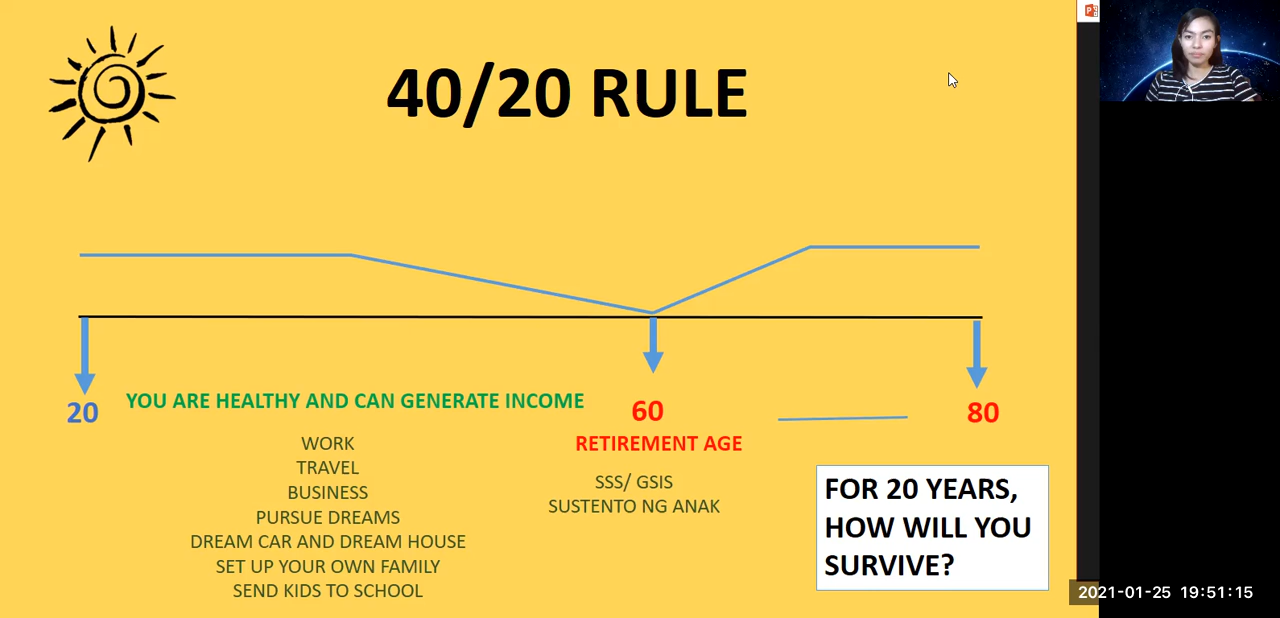 40/20 RULE
20
YOU ARE HEALTHY AND CAN GENERATE INCOME
60
80
WORK
TRAVEL
BUSINESS
PURSUE DREAMS
DREAM CAR AND DREAM HOUSE
SET UP YOUR OWN FAMILY
SEND KIDS TO SCHOOL
RETIREMENT AGE
SSS/ GSIS
SUSTENTO NG ANAK
FOR 20 YEARS,
HOW WILL YOU
SURVIVE?
2021-01-25 19:51:15